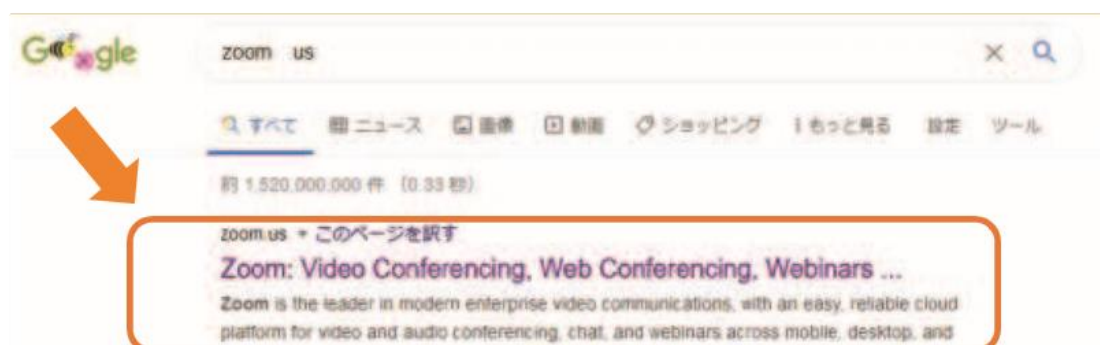 Google
zoom us
すべて ニュース 画像 動画 ショッピング もっと見る 設定 ツール
約 1,520,000,000 件 (0.33 秒)
zoom.us このページを訳す
Zoom: Video Conferencing, Web Conferencing, Webinars ...
Zoom is the leader in modern enterprise video communications, with an easy, reliable cloud
platform for video and audio conferencing, chat, and webinars across mobile, desktop, and